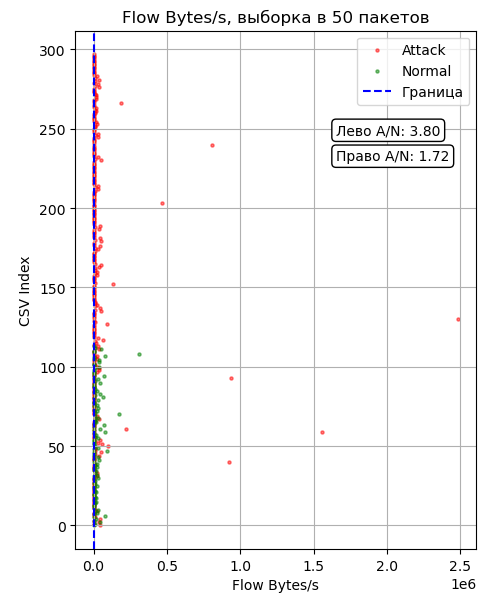 Flow Bytes/s, выборка в 50 пакетов
Attack
Normal
Граница
Лево A/N: 3.80
Право A/N: 1.72
300
250
200
150
100
50
0
CSV Index
0.0
0.5
1.0
1.5
2.0
2.5
1e6
Flow Bytes/s